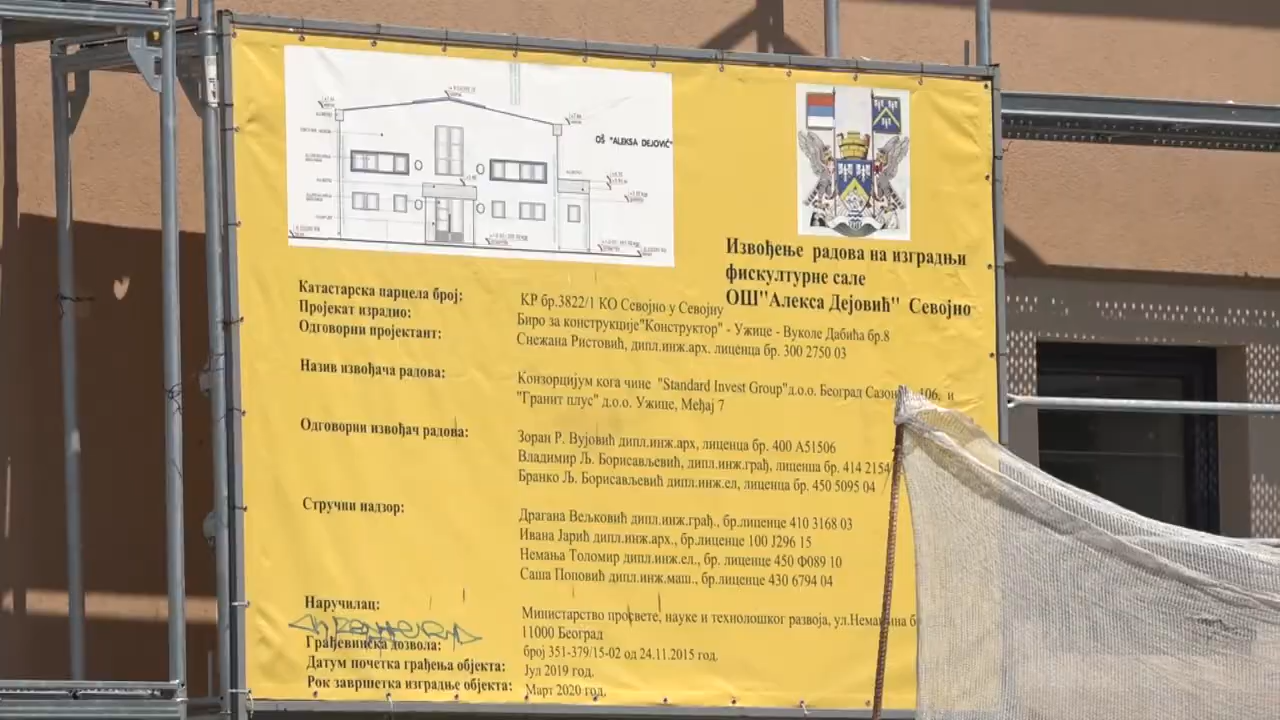 OŠ "ALEKSA DEJOVIĆ"
Извођење радова на изградњи
фискултурне сале
ОШ"Алекса Дејовић" Севојно
Катастарска парцела број: КР бр.3822/1 КО Севојно у Севојну
Пројекат израдио: Биро за конструкције"Конструктор" - Ужице - Вуколе Дабића бр.8
Одговорни пројектант: Снежана Ристовић, дипл.инж.арх. лиценца бр. 300 2750 03
Назив извођача радова: Конзорцијум кога чине "Standard Invest Group"д.о.о. Београд 106, и
"Гранит плус" д.о.о. Ужице, Међај 7
Одговорни извођач радова: Зоран Р. Вујовић дипл.инж.арх, лиценца бр. 400 А51506
Владимир Љ. Борисављевић, дипл.инж.грађ, лиценца бр. 414 2154
Бранко Љ. Борисављевић дипл.инж.ел, лиценца бр. 450 5095 04
Стручни надзор: Драгана Вељковић дипл.инж.грађ., бр.лиценце 410 3168 03
Ивана Јарић дипл.инж.арх., бр.лиценце 100 Ј296 15
Немања Толомир дипл.инж.ел., бр. лиценце 450 Ф089 10
Саша Поповић дипл.инж.маш., бр.лиценце 430 6794 04
Наручилац: Министарство просвете, науке и техиолошког развоја, ул.Немањина б
11000 Београд
Грађевинска дозвола: број 351-379/15-02 од 24.11.2015 год.
Датум почетка грађења објекта: Јул 2019 год.
Рок завршетка изградње објекта: Март 2020 год.